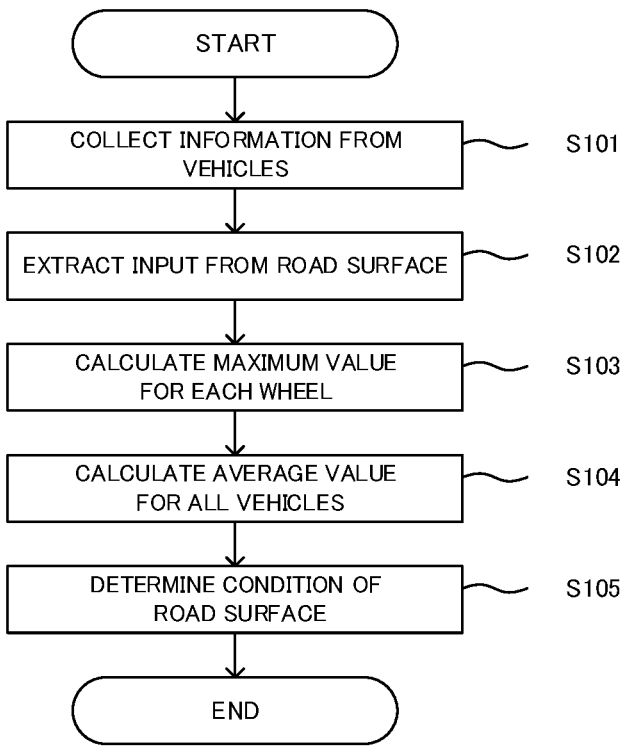 START
COLLECT INFORMATION FROM
VEHICLES
S101
EXTRACT INPUT FROM ROAD SURFACE
S102
CALCULATE MAXIMUM VALUE
FOR EACH WHEEL
S103
CALCULATE AVERAGE VALUE
FOR ALL VEHICLES
S104
DETERMINE CONDITION OF
ROAD SURFACE
S105
END